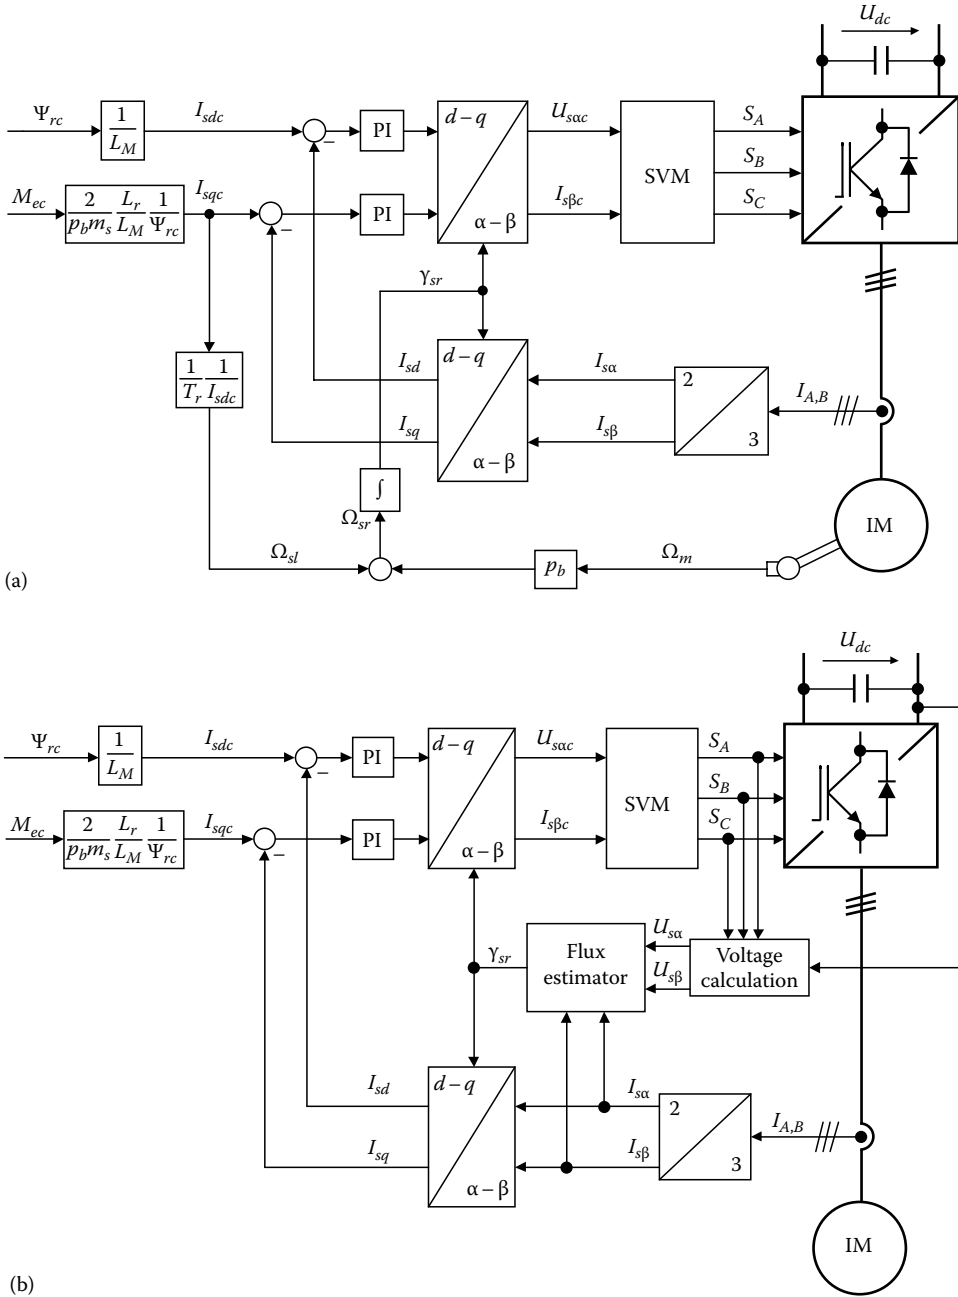 U_dc
Ψ_rc
1
L_M
I_sdc
–
PI
d – q
α – β
U_sαc
SVM
S_A
M_ec
2 L_r 1
p_b m_s L_M Ψ_rc
I_sqc
–
PI
I_sβc
S_B
S_C
γ_sr
1 1
T_r I_sdc
I_sd
d – q
α – β
I_sα
2
3
I_A,B
I_sq
I_sβ
∫
Ω_sr
IM
Ω_sl
p_b
Ω_m
(a)
U_dc
Ψ_rc
1
L_M
I_sdc
–
PI
d – q
α – β
U_sαc
SVM
S_A
S_B
M_ec
2 L_r 1
p_b m_s L_M Ψ_rc
I_sqc
–
PI
I_sβc
S_C
γ_sr
Flux
estimator
U_sα
U_sβ
Voltage
calculation
I_sd
d – q
α – β
I_sα
2
3
I_A,B
I_sq
I_sβ
IM
(b)